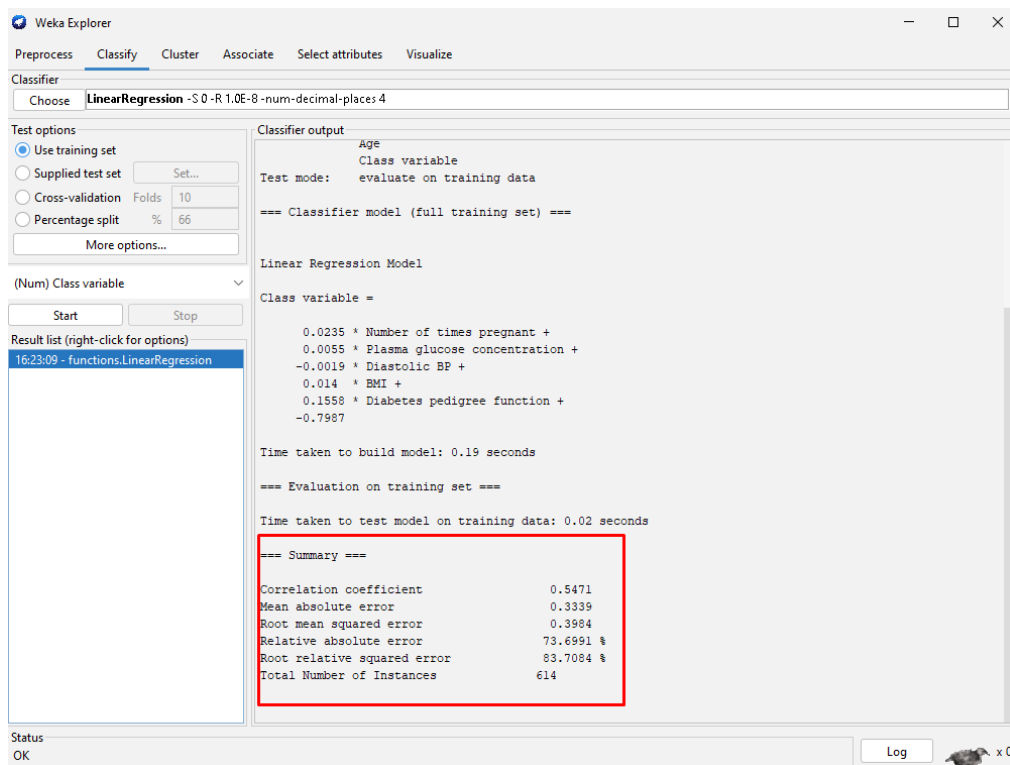 Weka Explorer
Preprocess Classify Cluster Associate Select attributes Visualize
Classifier
Choose LinearRegression -S 0 -R 1.0E-8 -num-decimal-places 4
Test options
Use training set
Supplied test set Set...
Cross-validation Folds 10
Percentage split % 66
More options...
(Num) Class variable
Start Stop
Result list (right-click for options)
16:23:09 - functions.LinearRegression
Classifier output
Age
Class variable
Test mode: evaluate on training data
=== Classifier model (full training set) ===
Linear Regression Model
Class variable =
0.0235 * Number of times pregnant +
0.0055 * Plasma glucose concentration +
-0.0019 * Diastolic BP +
0.014 * BMI +
0.1558 * Diabetes pedigree function +
-0.7987
Time taken to build model: 0.19 seconds
=== Evaluation on training set ===
Time taken to test model on training data: 0.02 seconds
=== Summary ===
Correlation coefficient 0.5471
Mean absolute error 0.3339
Root mean squared error 0.3984
Relative absolute error 73.6991 %
Root relative squared error 83.7084 %
Total Number of Instances 614
Status
OK
Log
x 0